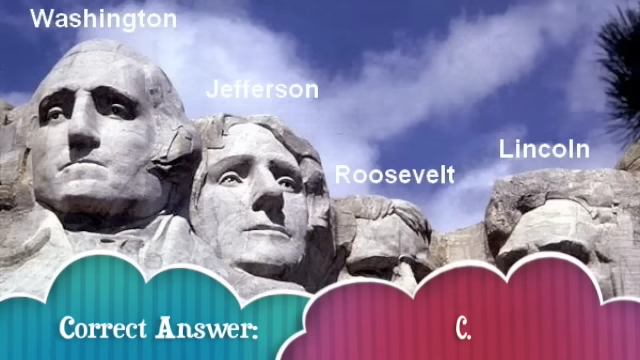 Washington
Jefferson
Roosevelt
Lincoln
Correct Answer:
C.